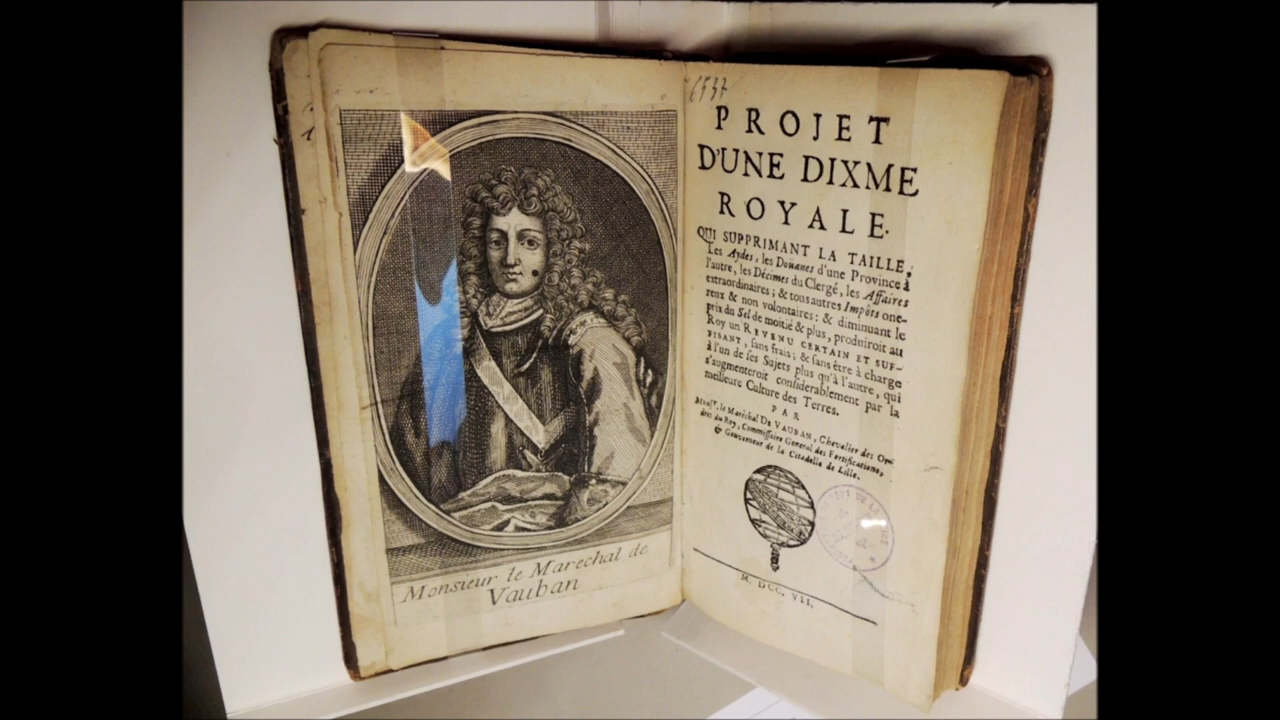 Monsieur le Marechal de
Vauban
6537
PROJET
D'UNE DIXME
ROYALE.
QUI SUPPRIMANT LA TAILLE,
Les Aydes, les Doüanes d'une Province à
l'autre, les Décimes du Clergé, les Affaires
extraordinaires; & tous autres Impôts one-
reux & non volontaires: & diminuant le
prix du Sel de moitié & plus, produiroit au
Roy un REVENU CERTAIN ET SUF-
FISANT, sans frais; & sans être à charge
à l'un de ses Sujets plus qu'à l'autre, qui
s'augmenteroit considerablement par la
meilleure Culture des Terres.
PAR
Monsr. le Maréchal DE VAUBAN, Chevalier des Or-
dres du Roy, Commissaire General des Fortifications,
& Gouverneur de la Citadelle de Lille.
M. DCC. VII.